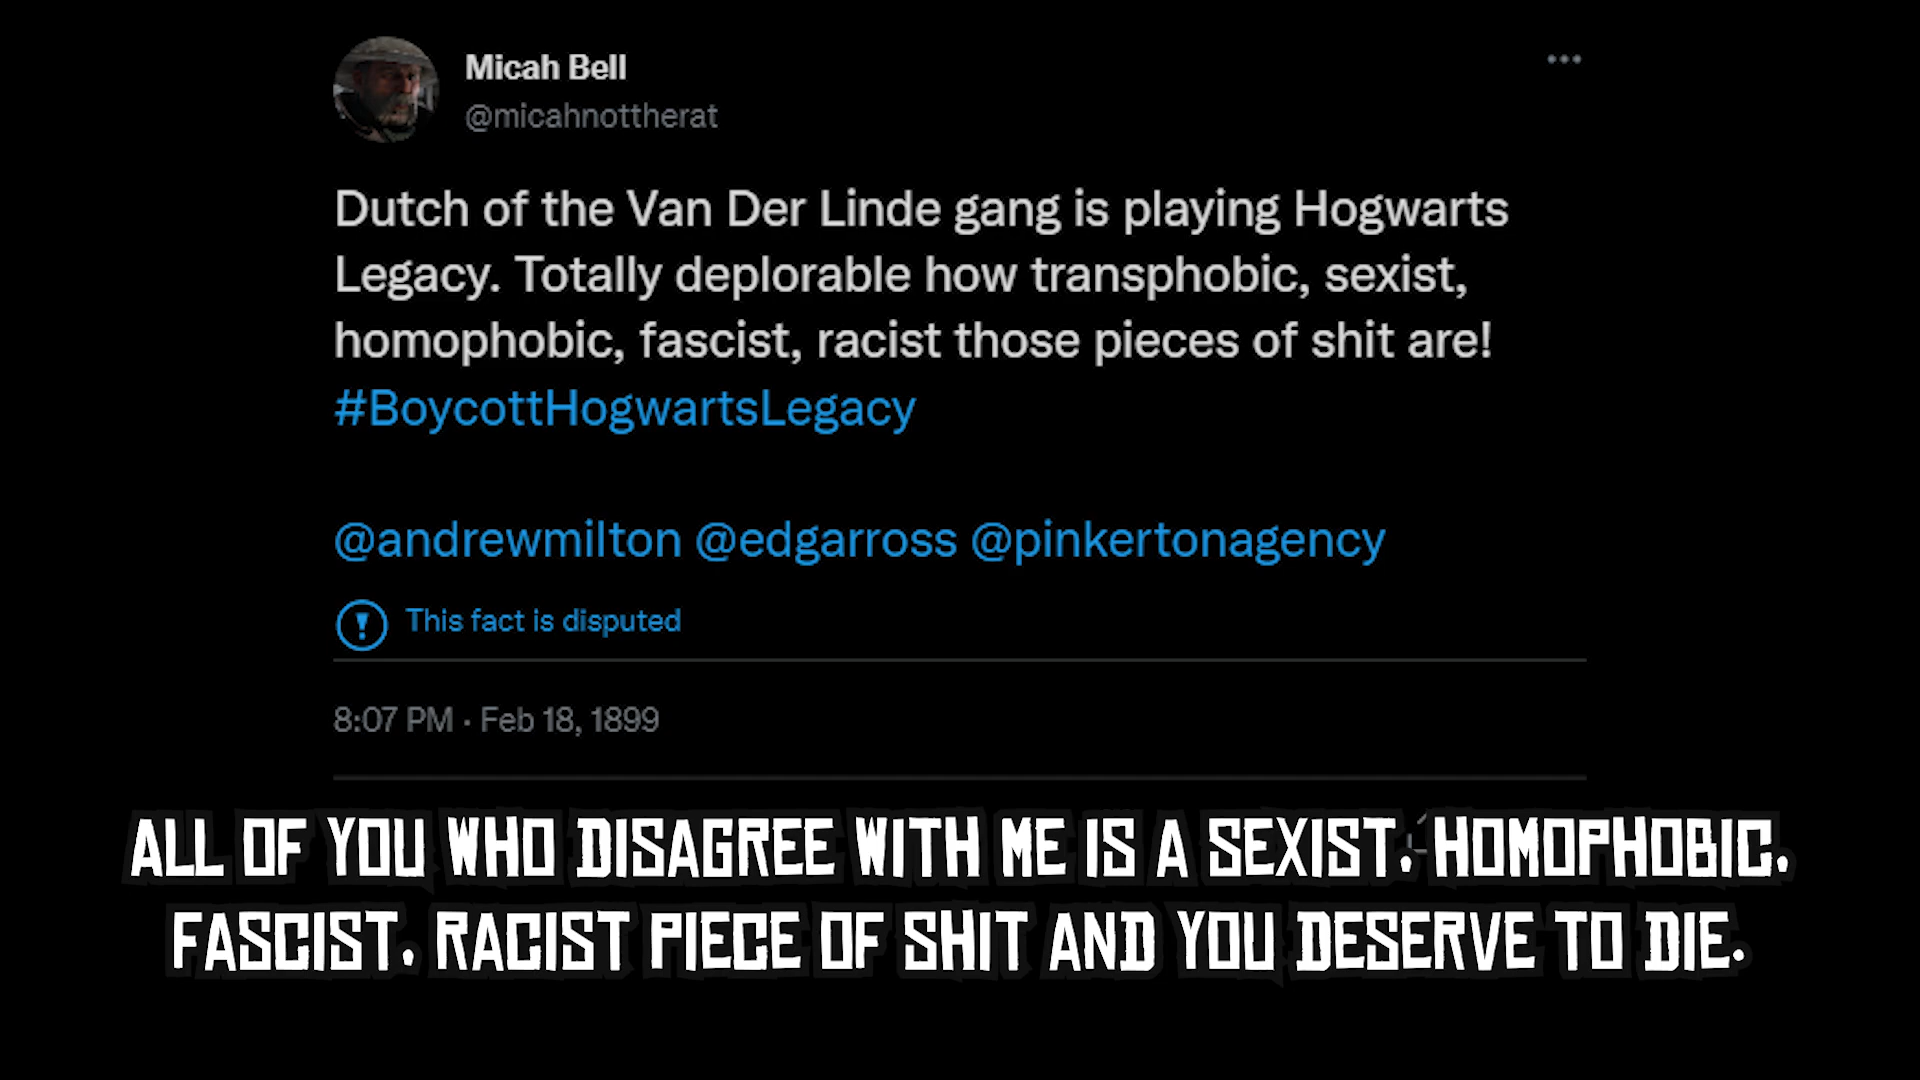 Micah Bell
@micahnottherat
Dutch of the Van Der Linde gang is playing Hogwarts
Legacy. Totally deplorable how transphobic, sexist,
homophobic, fascist, racist those pieces of shit are!
#BoycottHogwartsLegacy
@andrewmilton @edgarross @pinkertonagency
This fact is disputed
8:07 PM · Feb 18, 1899
ALL OF YOU WHO DISAGREE WITH ME IS A SEXIST, HOMOPHOBIC,
FASCIST, RACIST PIECE OF SHIT AND YOU DESERVE TO DIE.